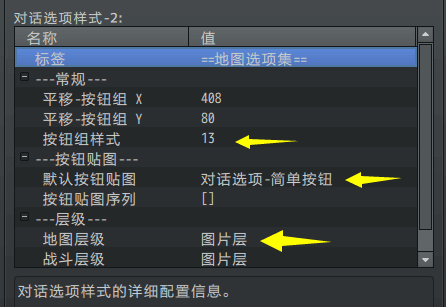 对话选项样式-2:
名称 值
标签 ==地图选项集==
---常规---
平移-按钮组 X 408
平移-按钮组 Y 80
按钮组样式 13
---按钮贴图---
默认按钮贴图 对话选项-简单按钮
按钮贴图序列 []
---层级---
地图层级 图片层
战斗层级 图片层
对话选项样式的详细配置信息。